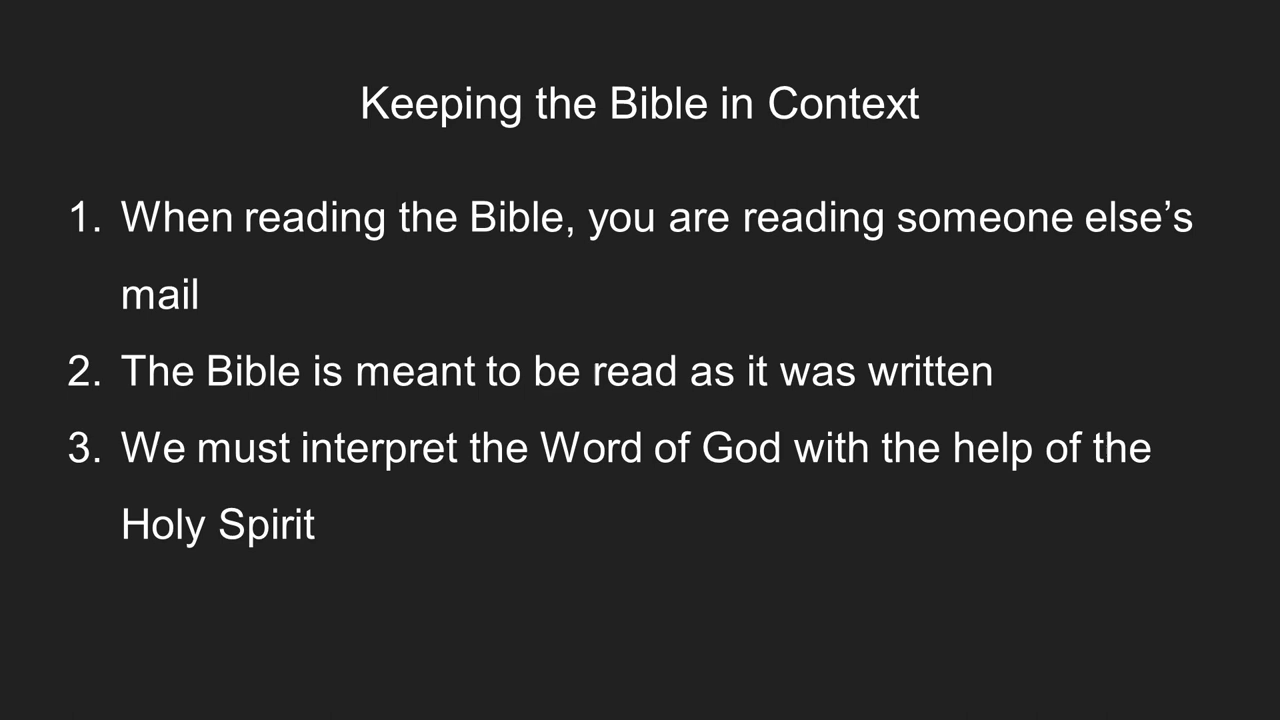 Keeping the Bible in Context
1. When reading the Bible, you are reading someone else’s
mail
2. The Bible is meant to be read as it was written
3. We must interpret the Word of God with the help of the
Holy Spirit